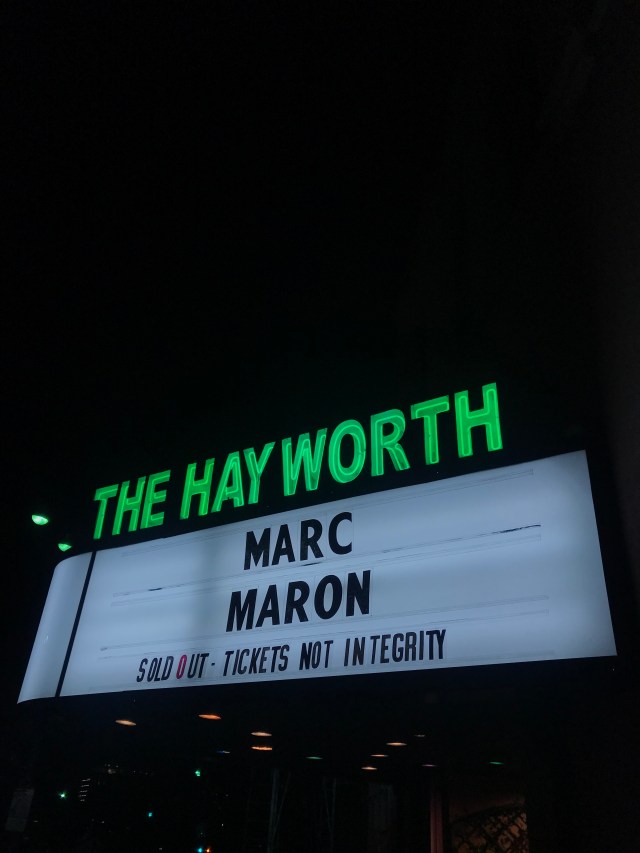 THE HAYWORTH
MARC
MARON
SOLD OUT - TICKETS NOT INTEGRITY